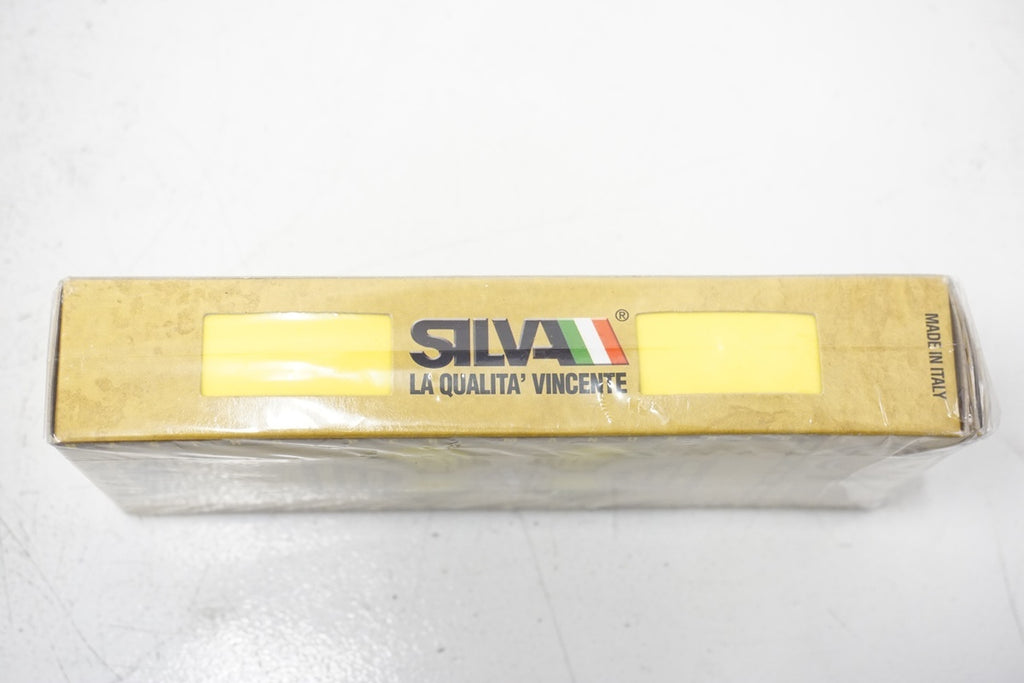 SILVA®
LA QUALITA' VINCENTE
MADE IN ITALY